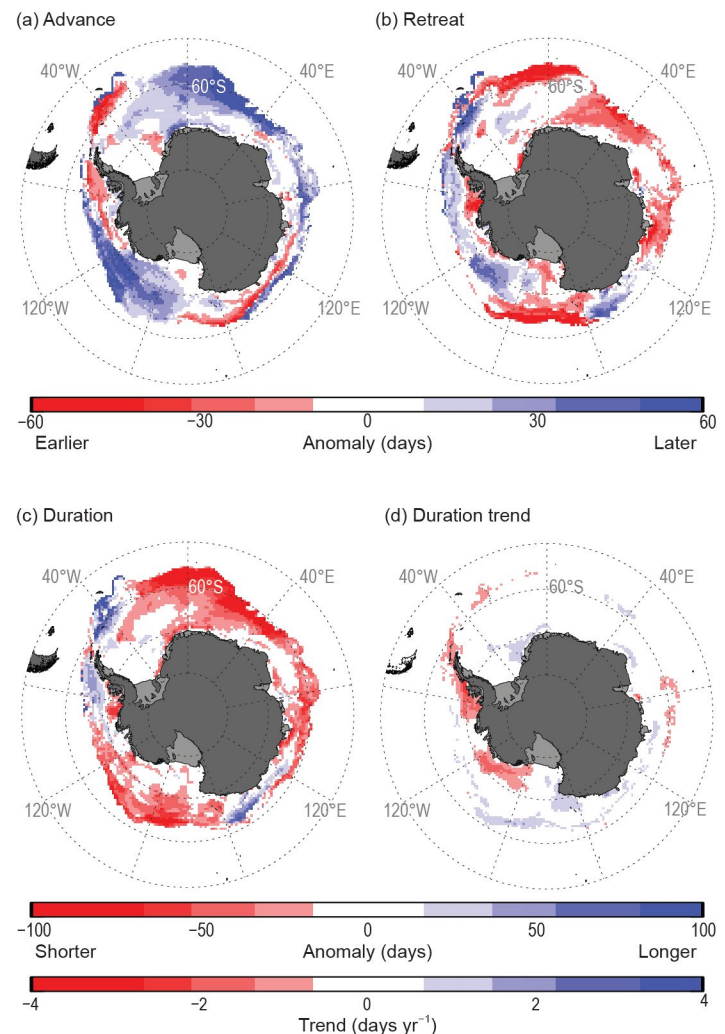 (a) Advance
(b) Retreat
40°W
60°S
40°E
40°W
60°S
40°E
120°W
120°E
120°W
120°E
−60
−30
0
30
60
Earlier
Anomaly (days)
Later
(c) Duration
(d) Duration trend
40°W
60°S
40°E
40°W
60°S
40°E
120°W
120°E
120°W
120°E
−100
−50
0
50
100
Shorter
Anomaly (days)
Longer
−4
−2
0
2
4
Trend (days yr⁻¹)